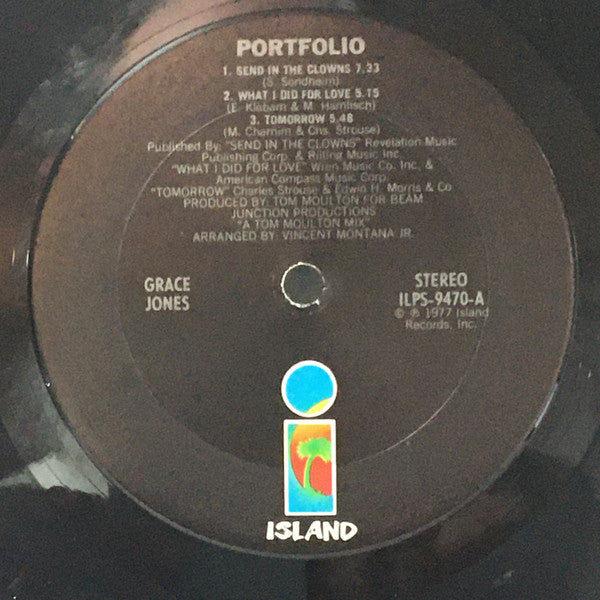 PORTFOLIO
1. SEND IN THE CLOWNS 7.33
(S. Sondheim)
2. WHAT I DID FOR LOVE 5.15
(E. Klebam & M. Hamlisch)
3. TOMORROW 5.48
(M. Charnim & Chs. Strouse)
Published By: "SEND IN THE CLOWNS" Revelation Music
Publishing Corp. & Rilting Music Inc.
"WHAT I DID FOR LOVE" Wren Music Co. Inc. &
American Compass Music Corp.
"TOMORROW" Charles Strouse & Edwin H. Morris & Co
PRODUCED BY: TOM MOULTON FOR BEAM
JUNCTION PRODUCTIONS
"A TOM MOULTON MIX"
ARRANGED BY: VINCENT MONTANA JR.
GRACE
JONES
STEREO
ILPS-9470-A
© ℗ 1977 Island
Records, Inc.
ISLAND